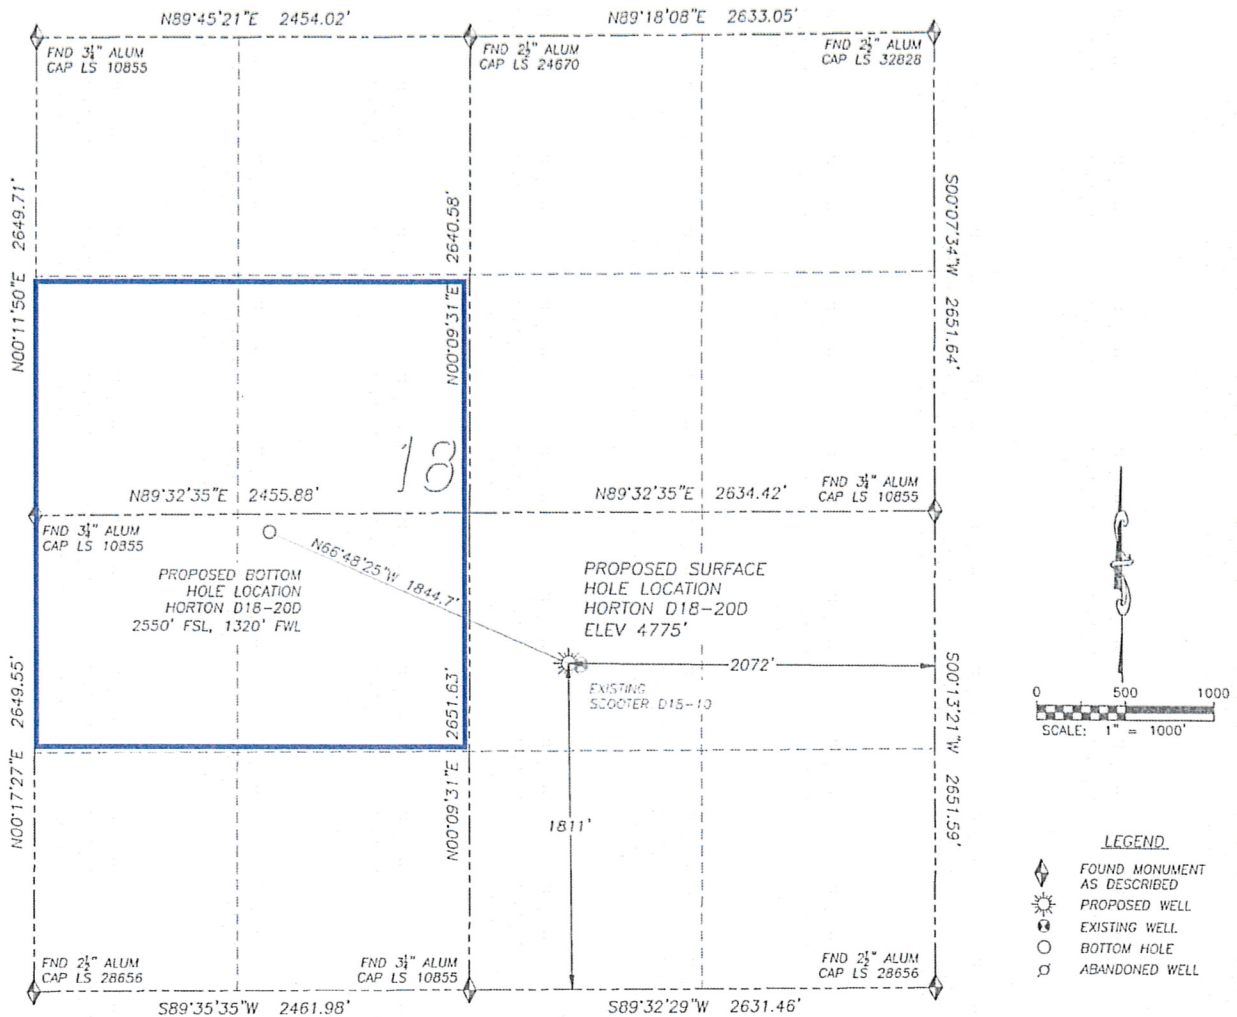 N89°45'21"E 2454.02'
N89°18'08"E 2633.05'
FND 3¼" ALUM
CAP LS 10855
FND 2½" ALUM
CAP LS 24670
FND 2½" ALUM
CAP LS 32828
N00°11'50"E 2649.71'
N00°09'31"E
2640.58'
S00°07'34"W 2651.64'
18
N89°32'35"E 2455.88'
N89°32'35"E 2634.42'
FND 3¼" ALUM
CAP LS 10855
FND 3¼" ALUM
CAP LS 10855
N66°48'25"W 1844.7'
PROPOSED BOTTOM
HOLE LOCATION
HORTON D18-20D
2550' FSL, 1320' FWL
PROPOSED SURFACE
HOLE LOCATION
HORTON D18-20D
ELEV 4775'
2072'
EXISTING
SCOOTER D15-10
1811'
N00°17'27"E 2649.55'
N00°09'31"E
2651.63'
S00°13'21"W 2651.59'
FND 2½" ALUM
CAP LS 28656
FND 3¼" ALUM
CAP LS 10855
FND 2½" ALUM
CAP LS 28656
S89°35'35"W 2461.98'
S89°32'29"W 2631.46'
0 500 1000
SCALE: 1" = 1000'
LEGEND
FOUND MONUMENT
AS DESCRIBED
PROPOSED WELL
EXISTING WELL
BOTTOM HOLE
ABANDONED WELL